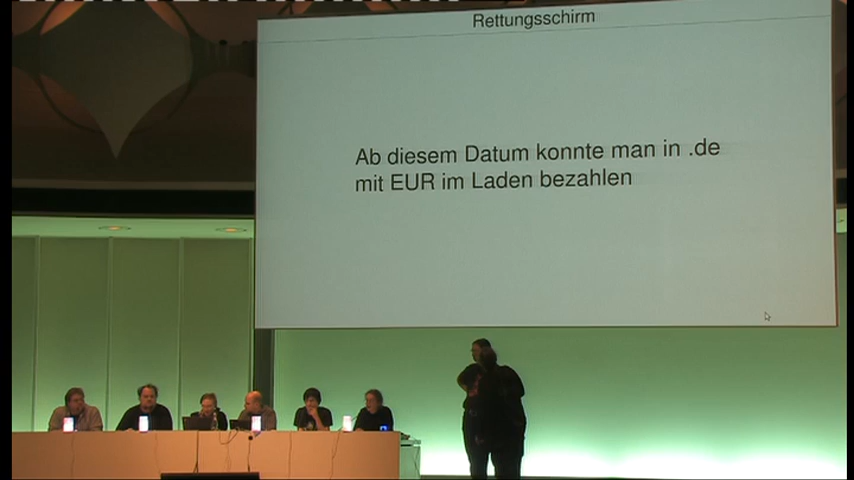 Rettungsschirm
Ab diesem Datum konnte man in .de
mit EUR im Laden bezahlen